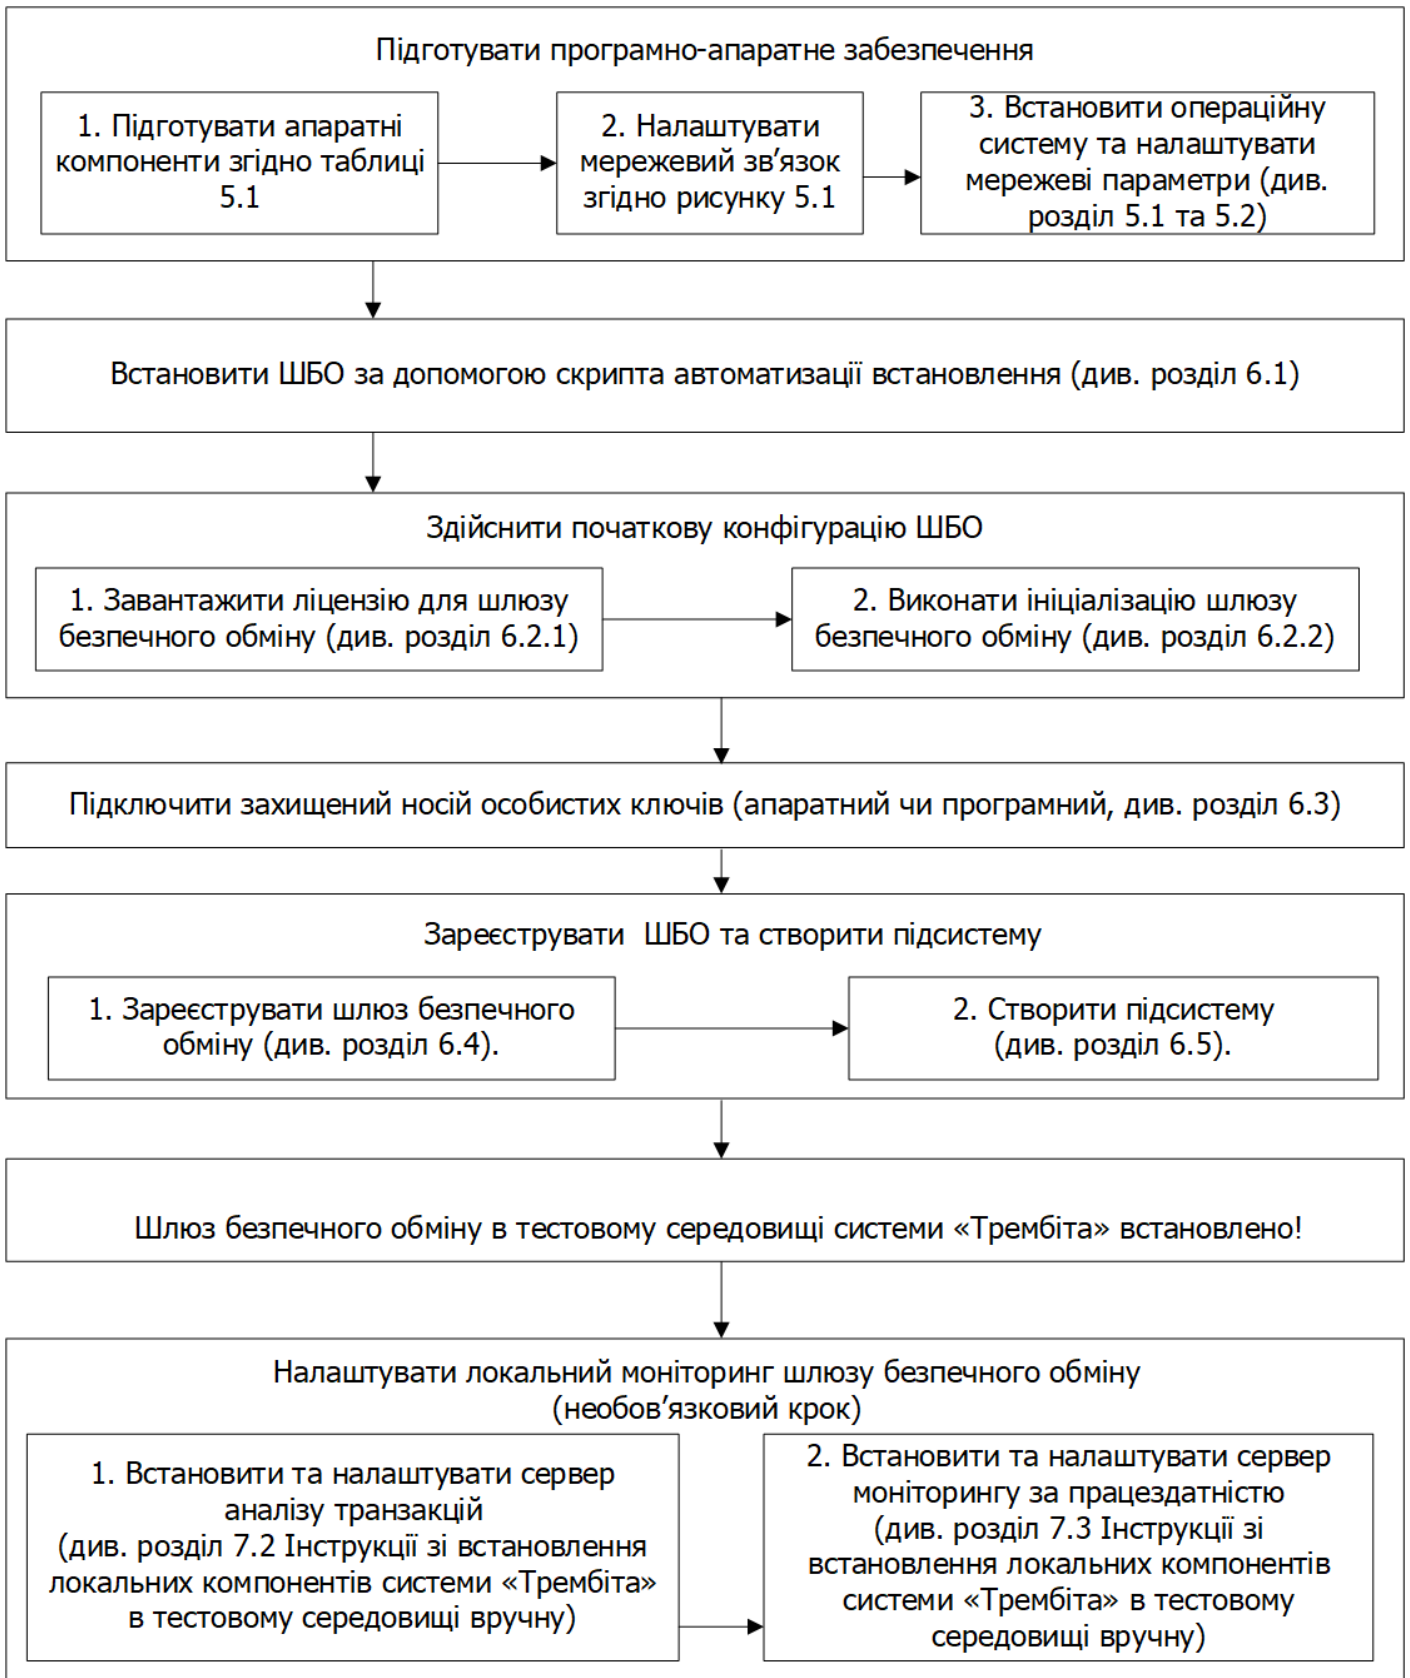 Підготувати програмно-апаратне забезпечення
1. Підготувати апаратні
компоненти згідно таблиці
5.1
2. Налаштувати
мережевий зв’язок
згідно рисунку 5.1
3. Встановити операційну
систему та налаштувати
мережеві параметри (див.
розділ 5.1 та 5.2)
Встановити ШБО за допомогою скрипта автоматизації встановлення (див. розділ 6.1)
Здійснити початкову конфігурацію ШБО
1. Завантажити ліцензію для шлюзу
безпечного обміну (див. розділ 6.2.1)
2. Виконати ініціалізацію шлюзу
безпечного обміну (див. розділ 6.2.2)
Підключити захищений носій особистих ключів (апаратний чи програмний, див. розділ 6.3)
Зареєструвати ШБО та створити підсистему
1. Зареєструвати шлюз безпечного
обміну (див. розділ 6.4).
2. Створити підсистему
(див. розділ 6.5).
Шлюз безпечного обміну в тестовому середовищі системи «Трембіта» встановлено!
Налаштувати локальний моніторинг шлюзу безпечного обміну
(необов’язковий крок)
1. Встановити та налаштувати сервер
аналізу транзакцій
(див. розділ 7.2 Інструкції зі встановлення
локальних компонентів системи «Трембіта»
в тестовому середовищі вручну)
2. Встановити та налаштувати сервер
моніторингу за працездатністю
(див. розділ 7.3 Інструкції зі
встановлення локальних компонентів
системи «Трембіта» в тестовому
середовищі вручну)